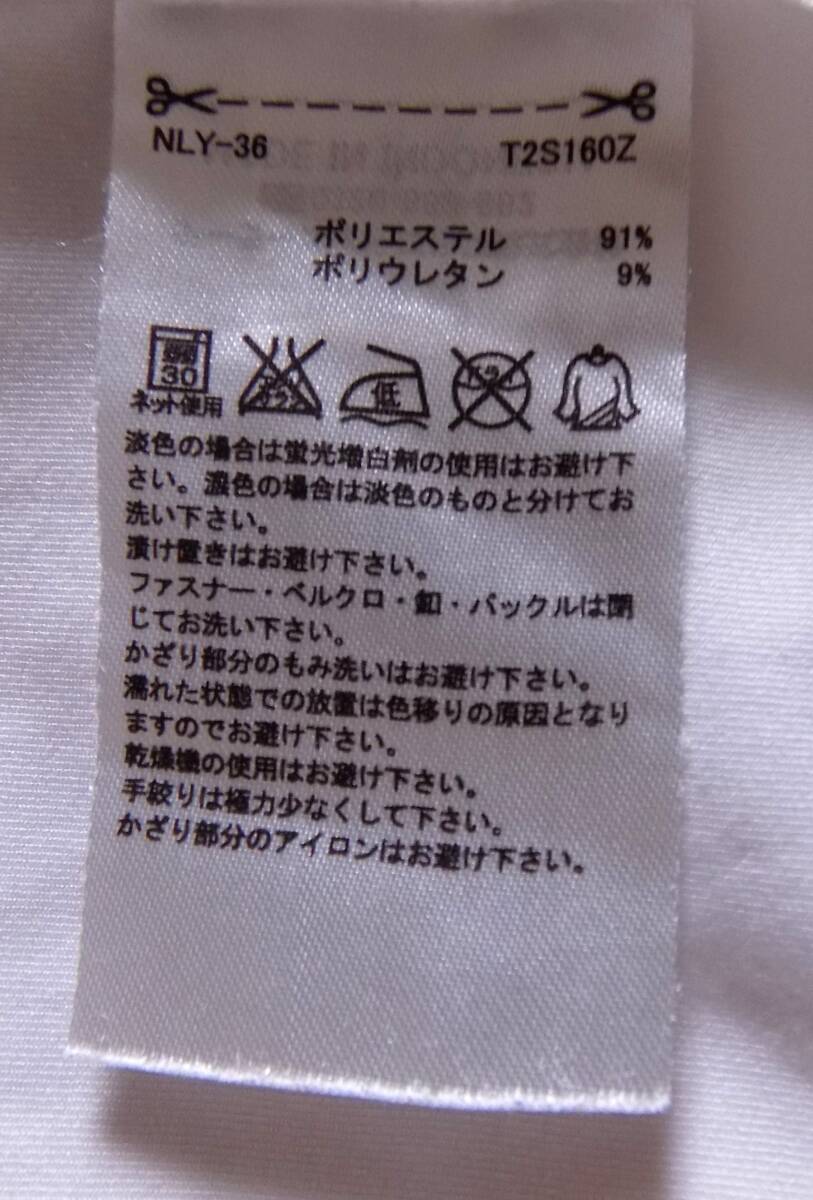 NLY-36 T2S160Z
ポリエステル 91%
ポリウレタン 9%
30
ネット使用
低
淡色の場合は蛍光増白剤の使用はお避け下
さい。濃色の場合は淡色のものと分けてお
洗い下さい。
漬け置きはお避け下さい。
ファスナー・ベルクロ・釦・バックルは閉
じてお洗い下さい。
かざり部分のもみ洗いはお避け下さい。
濡れた状態での放置は色移りの原因となり
ますのでお避け下さい。
乾燥機の使用はお避け下さい。
手絞りは極力少なくして下さい。
かざり部分のアイロンはお避け下さい。